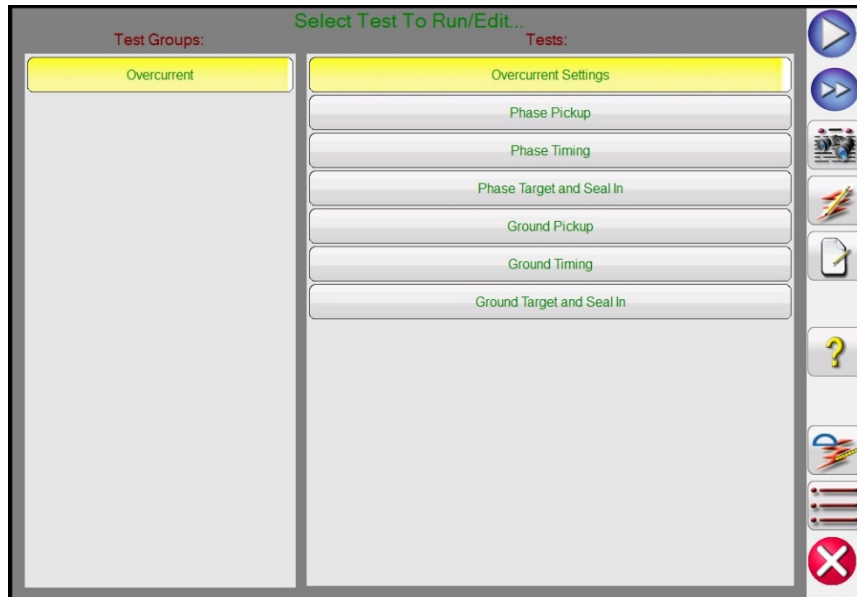 Select Test To Run/Edit...
Test Groups:
Tests:
Overcurrent
Overcurrent Settings
Phase Pickup
Phase Timing
Phase Target and Seal In
Ground Pickup
Ground Timing
Ground Target and Seal In
?